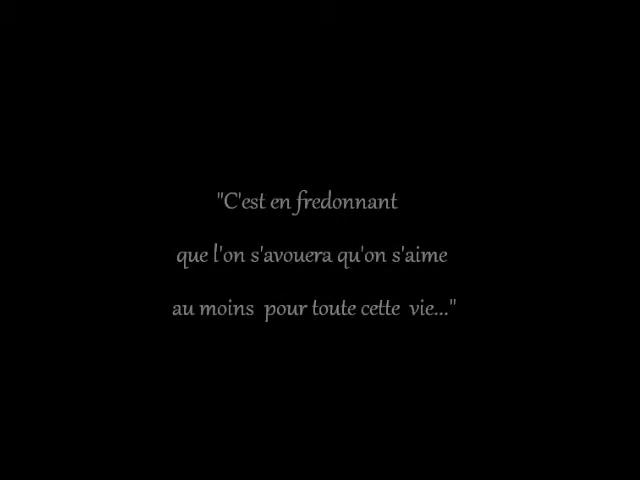 "C'est en fredonnant
que l'on s'avouera qu'on s'aime
au moins  pour toute cette  vie..."